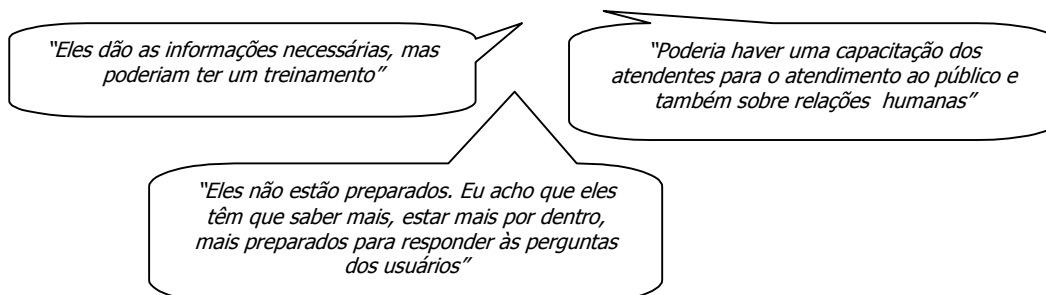 “Eles dão as informações necessárias, mas
poderiam ter um treinamento”
“Poderia haver uma capacitação dos
atendentes para o atendimento ao público e
também sobre relações humanas”
“Eles não estão preparados. Eu acho que eles
têm que saber mais, estar mais por dentro,
mais preparados para responder às perguntas
dos usuários”